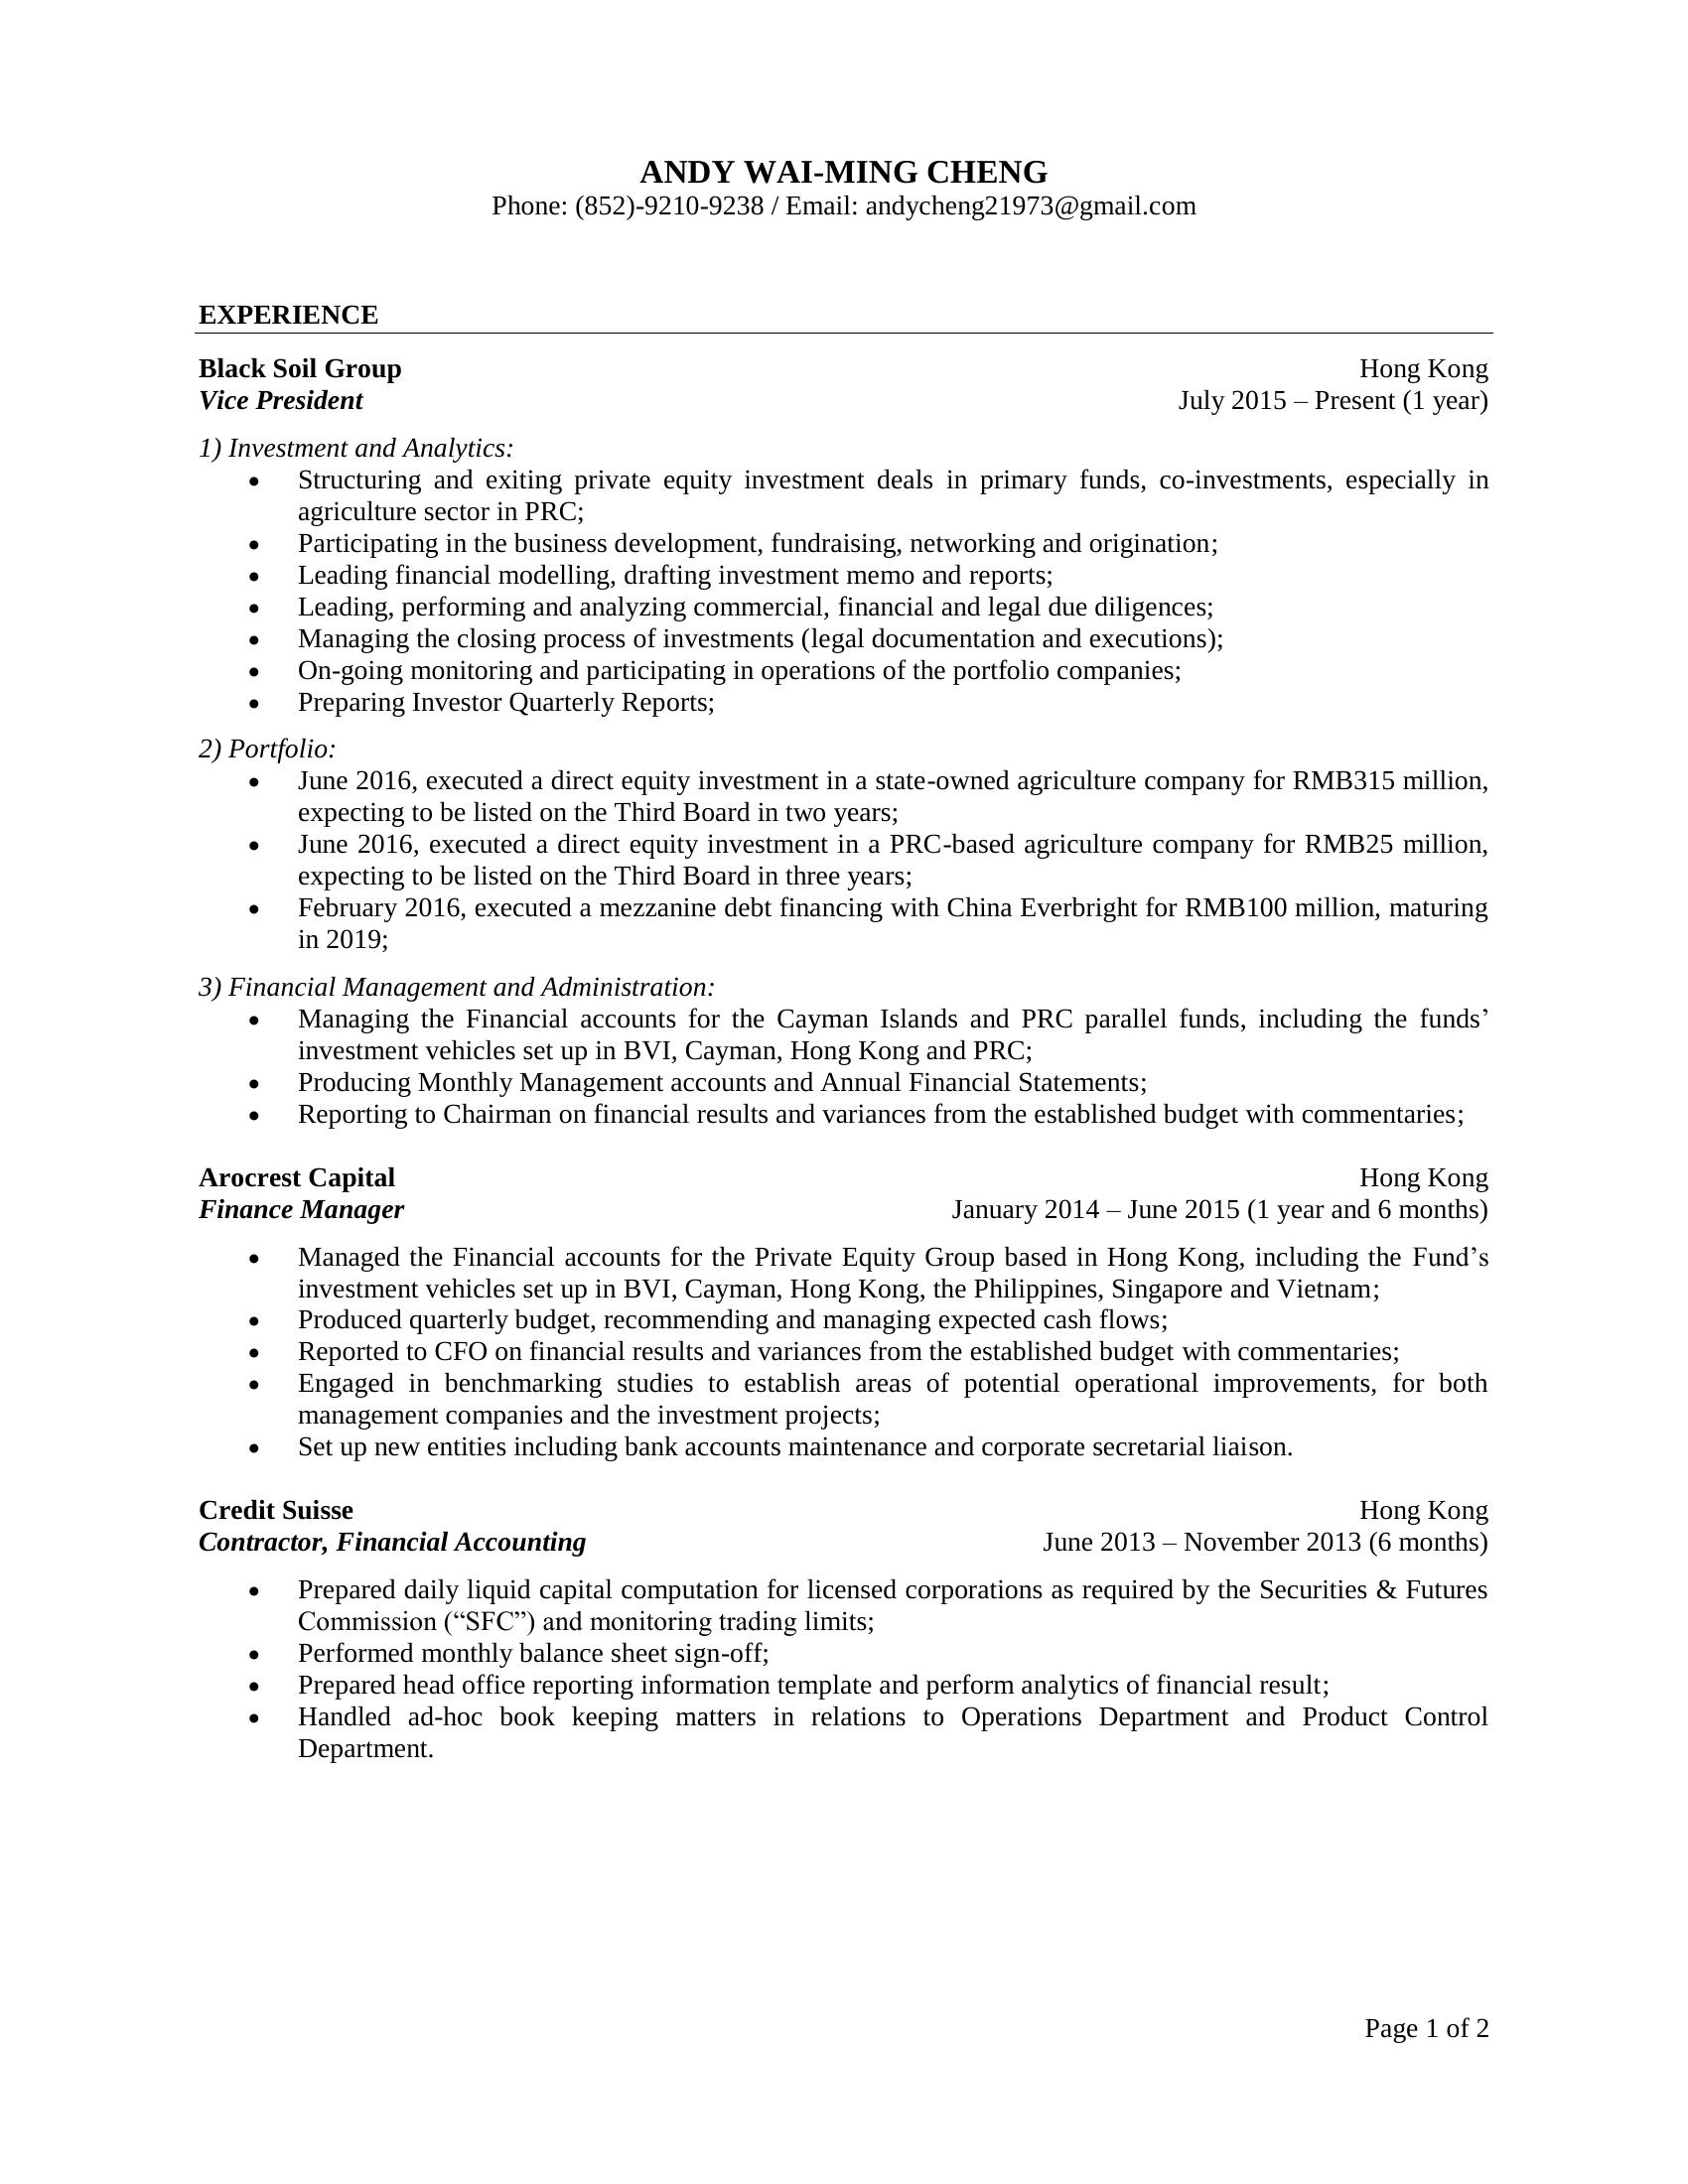 ANDY WAI-MING CHENG
Phone: (852)-9210-9238 / Email: andycheng21973@gmail.com
EXPERIENCE
Black Soil Group Hong Kong
Vice President July 2015 – Present (1 year)
1) Investment and Analytics:
• Structuring and exiting private equity investment deals in primary funds, co-investments, especially in
agriculture sector in PRC;
• Participating in the business development, fundraising, networking and origination;
• Leading financial modelling, drafting investment memo and reports;
• Leading, performing and analyzing commercial, financial and legal due diligences;
• Managing the closing process of investments (legal documentation and executions);
• On-going monitoring and participating in operations of the portfolio companies;
• Preparing Investor Quarterly Reports;
2) Portfolio:
• June 2016, executed a direct equity investment in a state-owned agriculture company for RMB315 million,
expecting to be listed on the Third Board in two years;
• June 2016, executed a direct equity investment in a PRC-based agriculture company for RMB25 million,
expecting to be listed on the Third Board in three years;
• February 2016, executed a mezzanine debt financing with China Everbright for RMB100 million, maturing
in 2019;
3) Financial Management and Administration:
• Managing the Financial accounts for the Cayman Islands and PRC parallel funds, including the funds’
investment vehicles set up in BVI, Cayman, Hong Kong and PRC;
• Producing Monthly Management accounts and Annual Financial Statements;
• Reporting to Chairman on financial results and variances from the established budget with commentaries;
Arocrest Capital Hong Kong
Finance Manager January 2014 – June 2015 (1 year and 6 months)
• Managed the Financial accounts for the Private Equity Group based in Hong Kong, including the Fund’s
investment vehicles set up in BVI, Cayman, Hong Kong, the Philippines, Singapore and Vietnam;
• Produced quarterly budget, recommending and managing expected cash flows;
• Reported to CFO on financial results and variances from the established budget with commentaries;
• Engaged in benchmarking studies to establish areas of potential operational improvements, for both
management companies and the investment projects;
• Set up new entities including bank accounts maintenance and corporate secretarial liaison.
Credit Suisse Hong Kong
Contractor, Financial Accounting June 2013 – November 2013 (6 months)
• Prepared daily liquid capital computation for licensed corporations as required by the Securities & Futures
Commission (“SFC”) and monitoring trading limits;
• Performed monthly balance sheet sign-off;
• Prepared head office reporting information template and perform analytics of financial result;
• Handled ad-hoc book keeping matters in relations to Operations Department and Product Control
Department.
Page 1 of 2